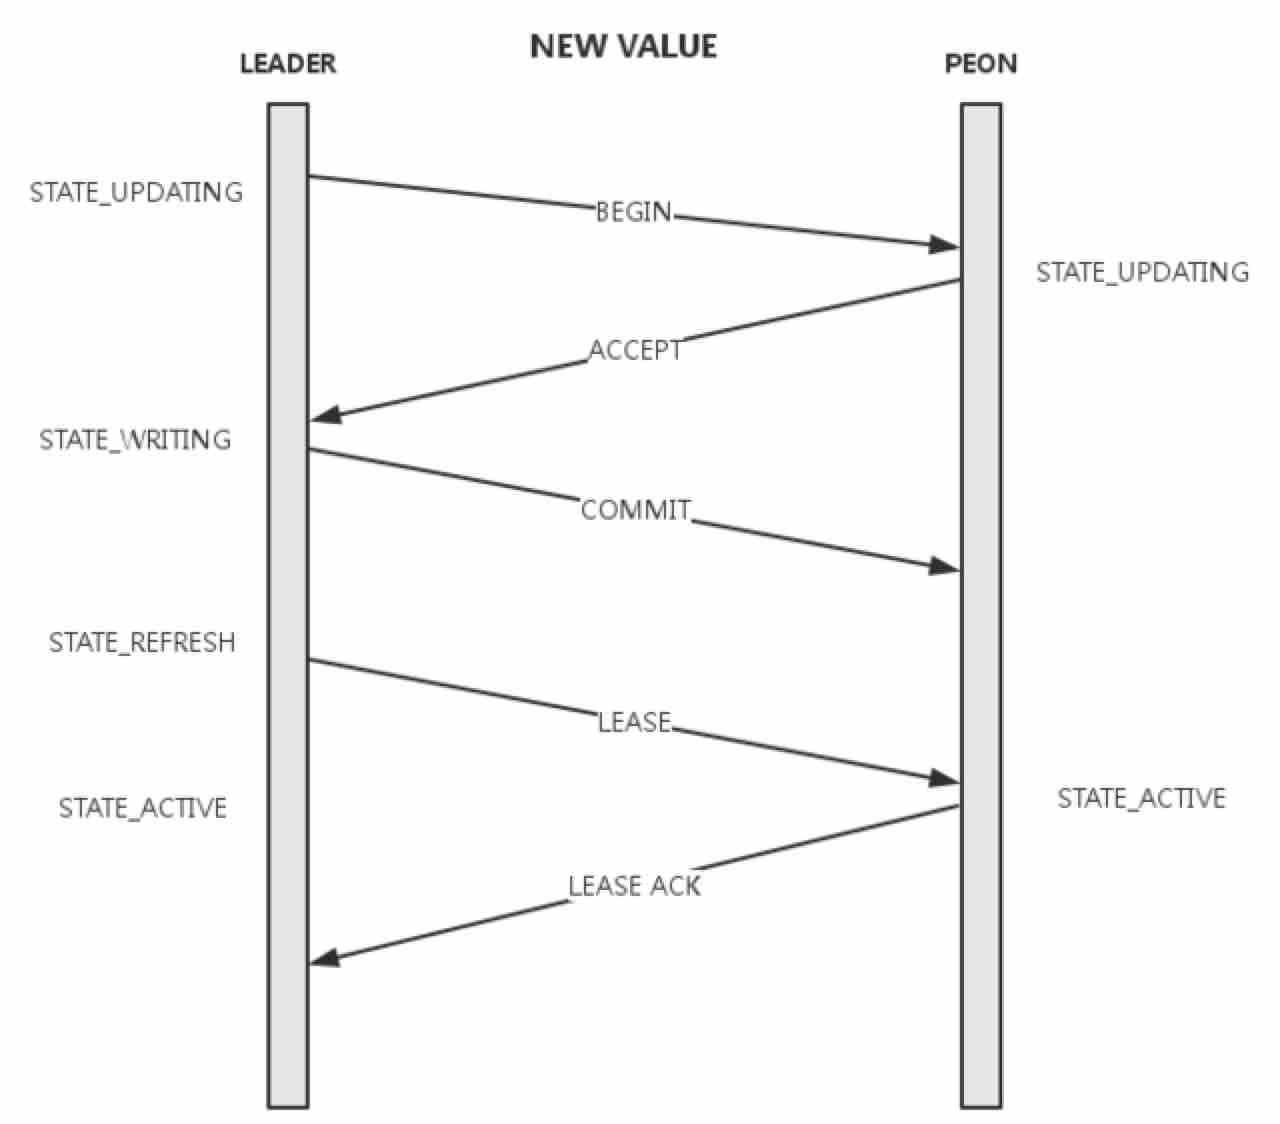 NEW VALUE
LEADER
PEON
STATE_UPDATING
BEGIN
STATE_UPDATING
ACCEPT
STATE_WRITING
COMMIT
STATE_REFRESH
LEASE
STATE_ACTIVE
STATE_ACTIVE
LEASE ACK